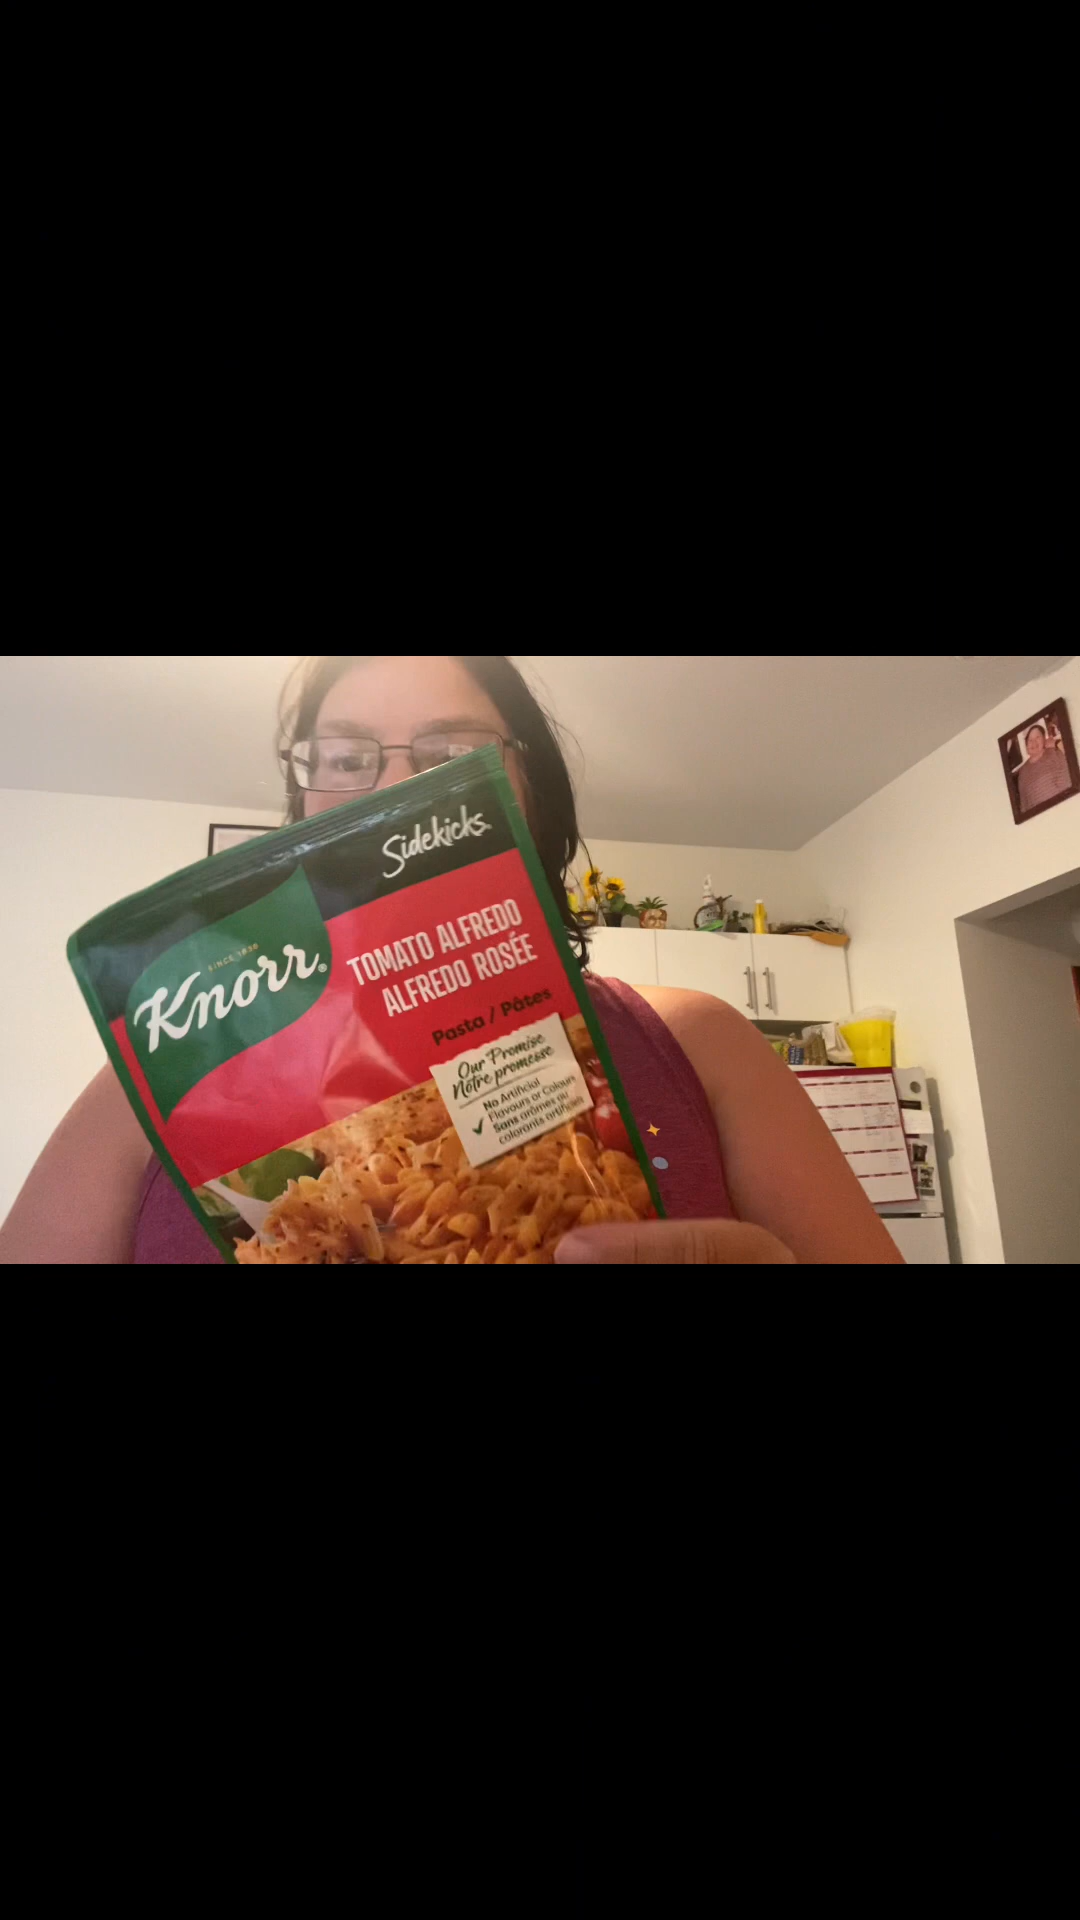 Sidekicks
SINCE 1838
Knorr®
TOMATO ALFREDO
ALFREDO ROSÉE
Pasta / Pâtes
Our Promise
Notre promesse
No Artificial
Flavours or Colours
Sans arômes ou
colorants artificiels